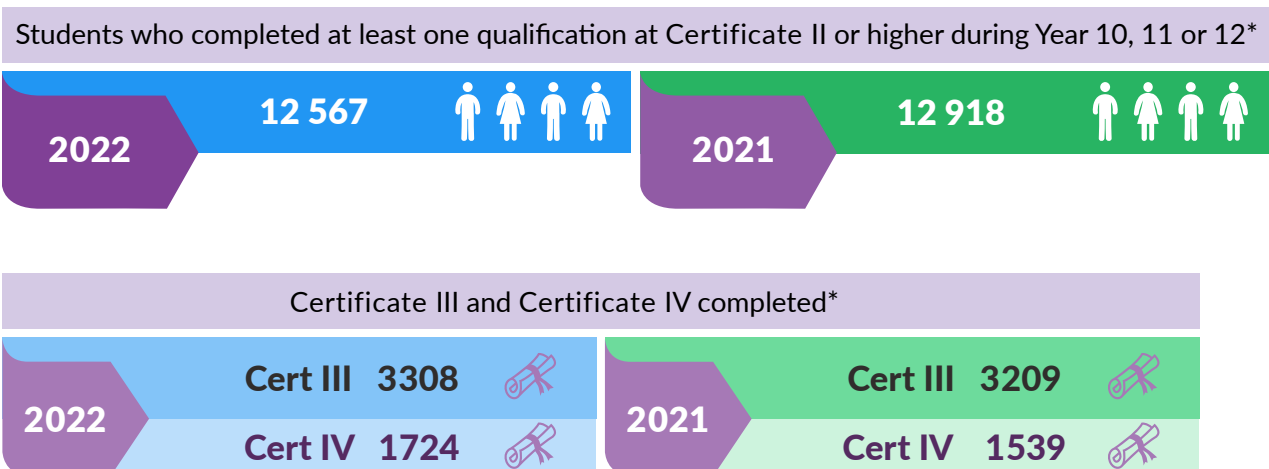 Students who completed at least one qualification at Certificate II or higher during Year 10, 11 or 12*
2022
12 567
2021
12 918
Certificate III and Certificate IV completed*
2022
Cert III 3308
Cert IV 1724
2021
Cert III 3209
Cert IV 1539